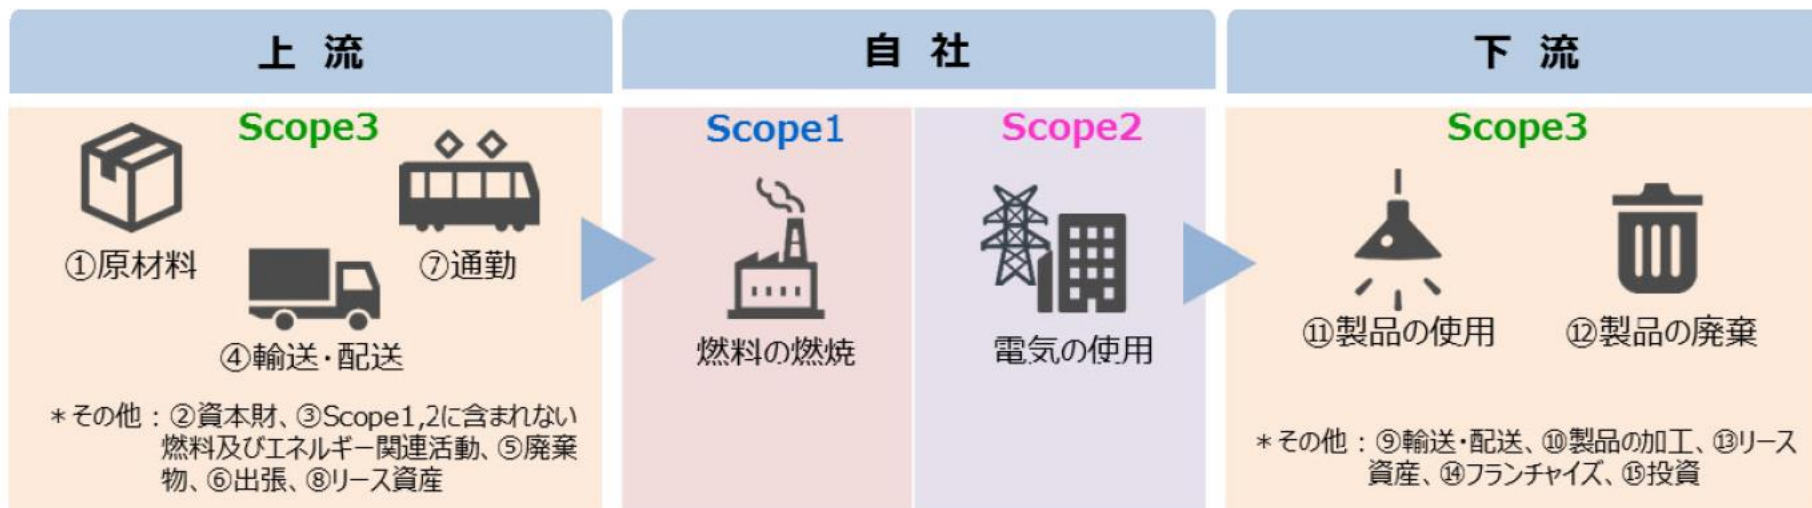 上 流
Scope3
①原材料
⑦通勤
④輸送・配送
＊その他：②資本財、③Scope1,2に含まれない
燃料及びエネルギー関連活動、⑤廃棄
物、⑥出張、⑧リース資産
自 社
Scope1
燃料の燃焼
Scope2
電気の使用
下 流
Scope3
⑪製品の使用
⑫製品の廃棄
＊その他：⑨輸送・配送、⑩製品の加工、⑬リース
資産、⑭フランチャイズ、⑮投資